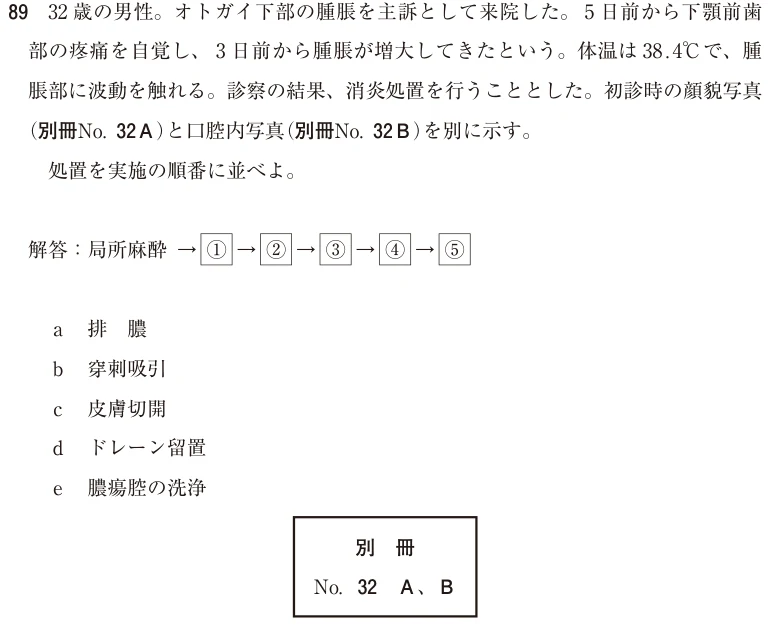 89 32歳の男性。オトガイ下部の腫脹を主訴として来院した。5日前から下顎前歯
部の疼痛を自覚し、3日前から腫脹が増大してきたという。体温は38.4℃で、腫
脹部に波動を触れる。診察の結果、消炎処置を行うこととした。初診時の顔貌写真
(別冊No. 32A)と口腔内写真(別冊No. 32B)を別に示す。
処置を実施の順番に並べよ。
解答:局所麻酔 → ① → ② → ③ → ④ → ⑤
a 排 膿
b 穿刺吸引
c 皮膚切開
d ドレーン留置
e 膿瘍腔の洗浄
別 冊
No. 32 A、B